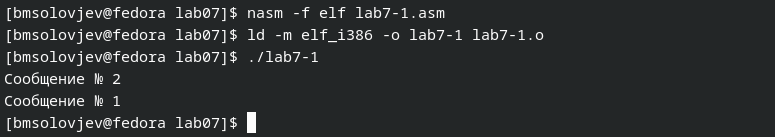 [bmsolovjev@fedora lab07]$ nasm -f elf lab7-1.asm
[bmsolovjev@fedora lab07]$ ld -m elf_i386 -o lab7-1 lab7-1.o
[bmsolovjev@fedora lab07]$ ./lab7-1
Сообщение № 2
Сообщение № 1
[bmsolovjev@fedora lab07]$